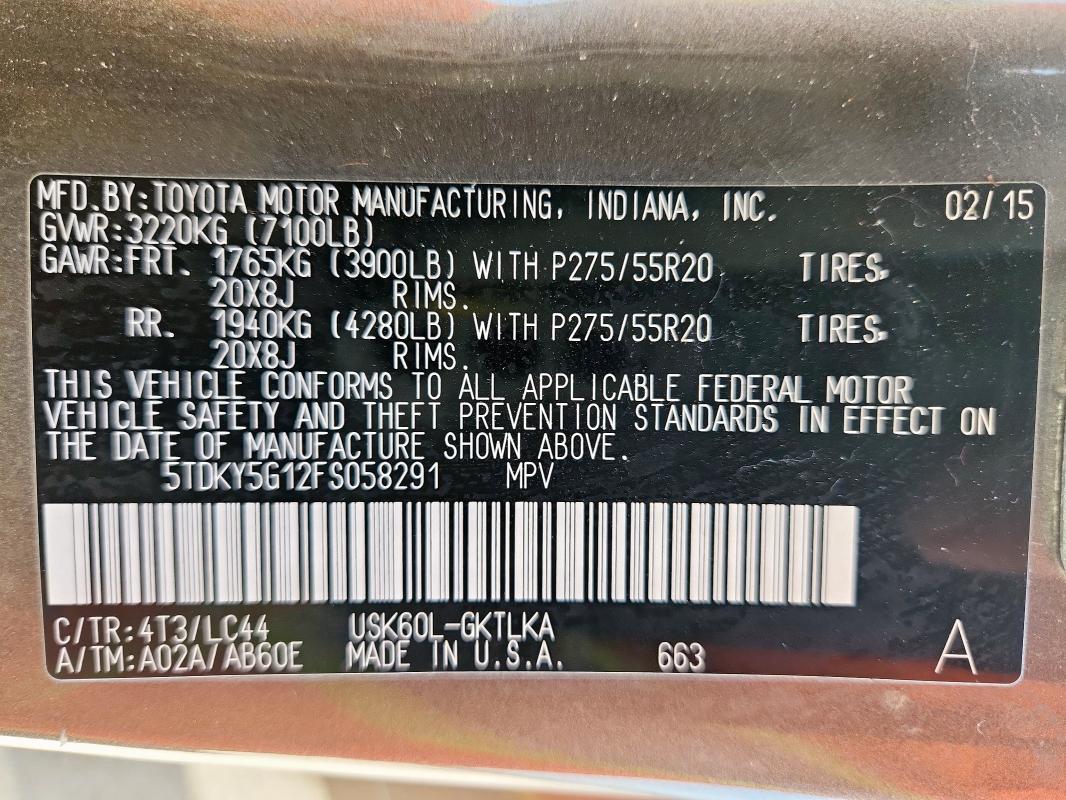 MFD.BY:TOYOTA MOTOR MANUFACTURING, INDIANA, INC. 02/15
GVWR:3220KG (7100LB)
GAWR:FRT. 1765KG (3900LB) WITH P275/55R20 TIRES,
20X8J RIMS.
RR. 1940KG (4280LB) WITH P275/55R20 TIRES,
20X8J RIMS.
THIS VEHICLE CONFORMS TO ALL APPLICABLE FEDERAL MOTOR
VEHICLE SAFETY AND THEFT PREVENTION STANDARDS IN EFFECT ON
THE DATE OF MANUFACTURE SHOWN ABOVE.
5TDKY5G12FS058291 MPV
C/TR:4T3/LC44 USK60L-GKTLKA
A/TM:A02A/AB60E MADE IN U.S.A. 663 A